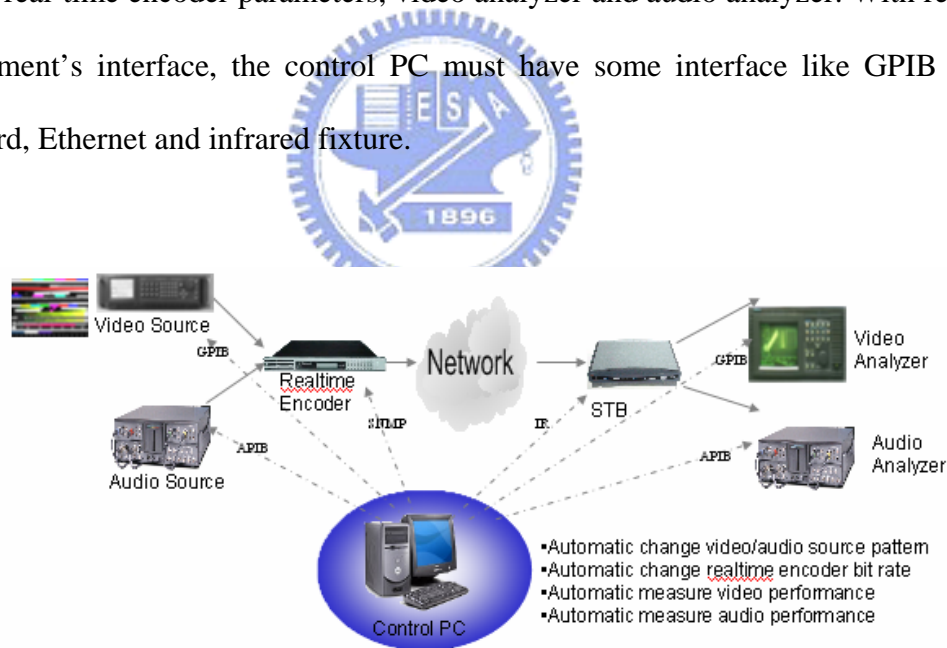 real-time encoder parameters, video analyzer and audio analyzer. With re
ment's interface, the control PC must have some interface like GPIB
rd, Ethernet and infrared fixture.
ESA
1896
Video Source
GPIB
Realtime
Encoder
Network
STB
GPIB
Video
Analyzer
SNMP
IR
APIB
Audio Source
APIB
Audio
Analyzer
Control PC
▪Automatic change video/audio source pattern
▪Automatic change realtime encoder bit rate
▪Automatic measure video performance
▪Automatic measure audio performance